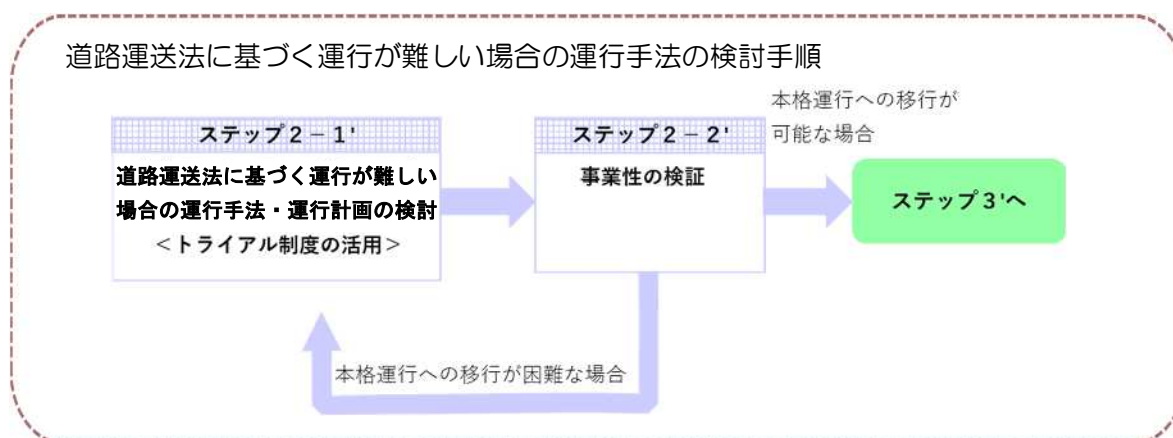 道路運送法に基づく運行が難しい場合の運行手法の検討手順
ステップ2－1'
道路運送法に基づく運行が難しい
場合の運行手法・運行計画の検討
＜トライアル制度の活用＞
ステップ2－2'
事業性の検証
本格運行への移行が
可能な場合
ステップ3'へ
本格運行への移行が困難な場合